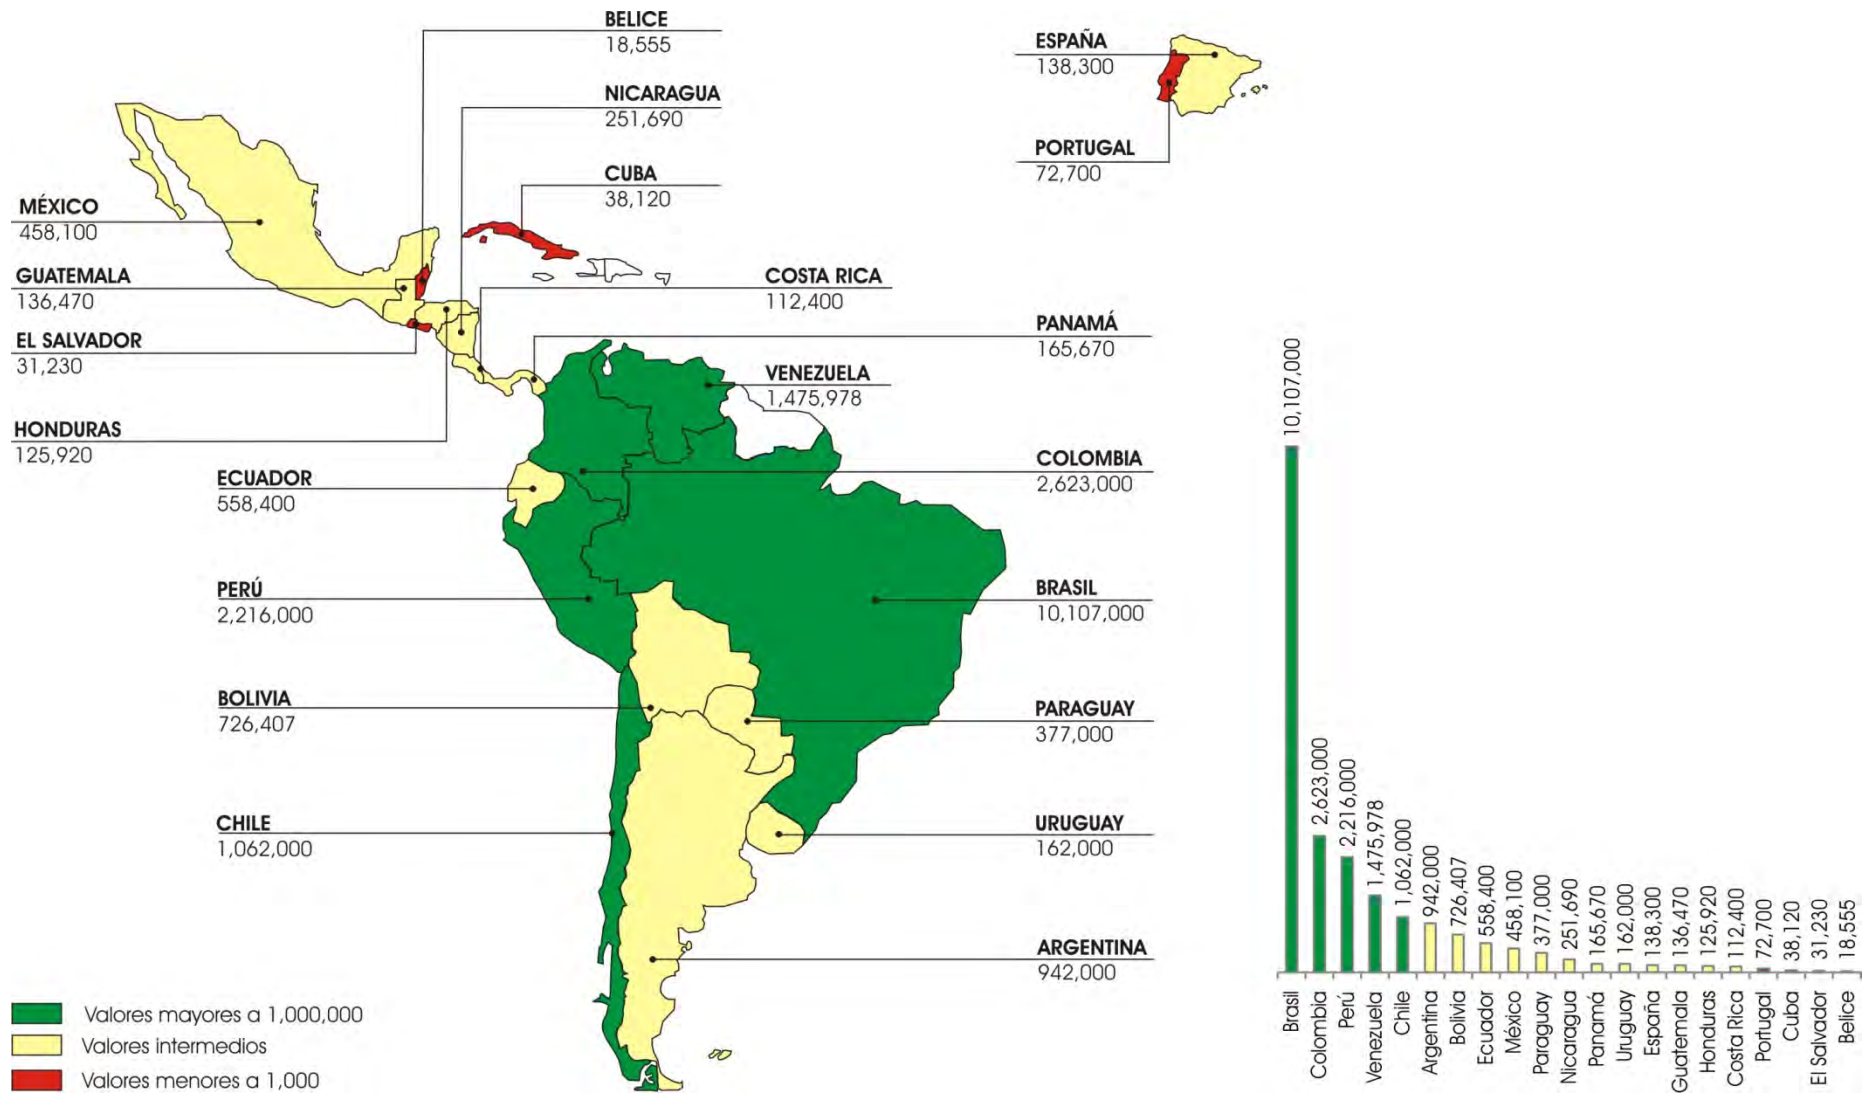 BELICE
18,555
NICARAGUA
251,690
CUBA
38,120
ESPAÑA
138,300
PORTUGAL
72,700
MÉXICO
458,100
GUATEMALA
136,470
EL SALVADOR
31,230
HONDURAS
125,920
COSTA RICA
112,400
PANAMÁ
165,670
VENEZUELA
1,475,978
COLOMBIA
2,623,000
ECUADOR
558,400
PERÚ
2,216,000
BRASIL
10,107,000
BOLIVIA
726,407
PARAGUAY
377,000
CHILE
1,062,000
URUGUAY
162,000
ARGENTINA
942,000
Valores mayores a 1,000,000
Valores intermedios
Valores menores a 1,000
10,107,000
2,623,000
2,216,000
1,475,978
1,062,000
942,000
726,407
558,400
458,100
377,000
251,690
165,670
162,000
138,300
136,470
125,920
112,400
72,700
38,120
31,230
18,555
Brasil
Colombia
Perú
Venezuela
Chile
Argentina
Bolivia
Ecuador
México
Paraguay
Nicaragua
Panamá
Uruguay
España
Guatemala
Honduras
Costa Rica
Portugal
Cuba
El Salvador
Belice